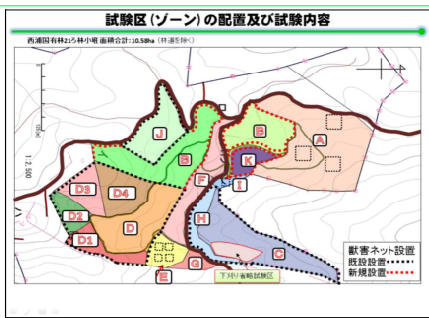 試験区(ゾーン)の配置及び試験内容
西浦国有林21ろ林小班 面積合計:10.58ha (林道を除く)
J
B
A
B
K
D3
D4
F
I
D2
H
D
D1
C
G
E
1:2,500
下刈り省略試験区
獣害ネット設置
既設設置
新規設置